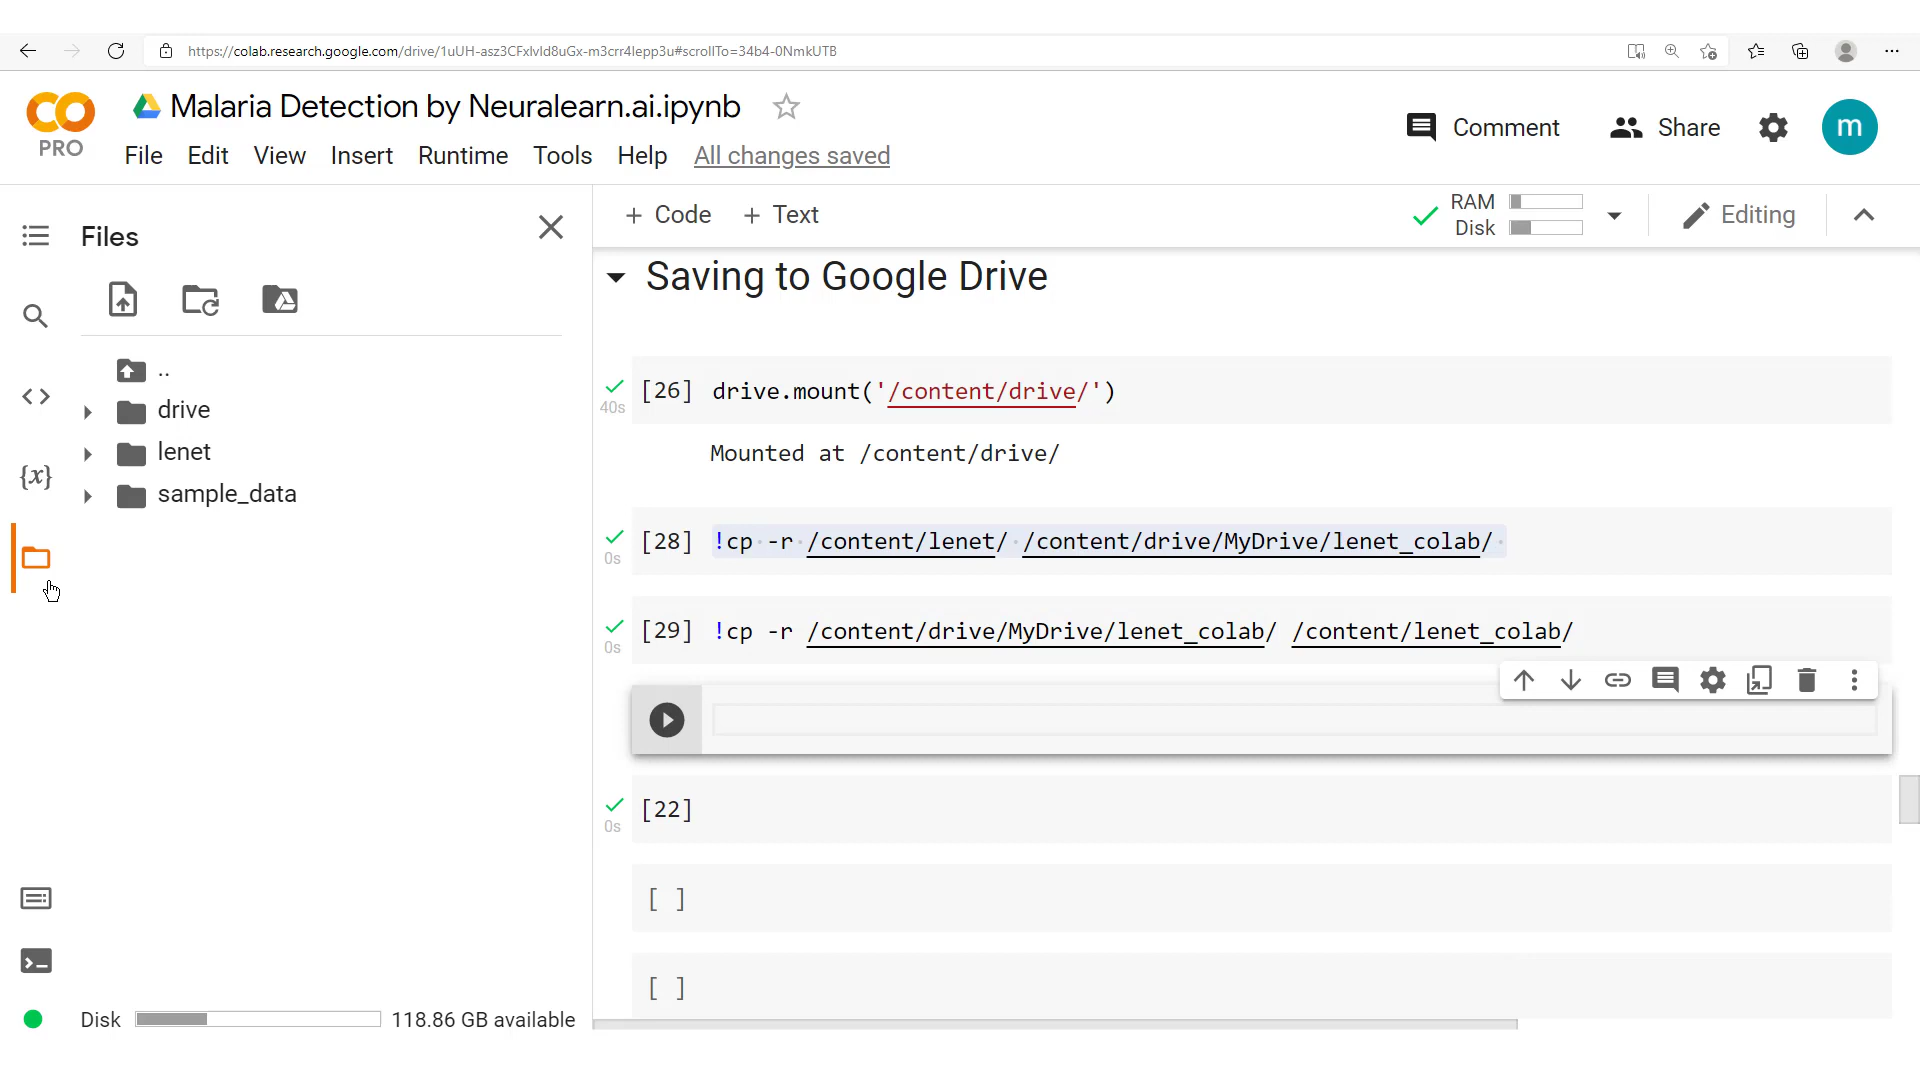 https://colab.research.google.com/drive/1uUH-asz3CFxlvld8uGx-m3crr4lepp3u#scrollTo=34b4-0NmkUTB
CO
PRO
Malaria Detection by Neuralearn.ai.ipynb
File Edit View Insert Runtime Tools Help All changes saved
Comment
Share
m
Files
+ Code + Text
RAM
Disk
Editing
..
drive
lenet
sample_data
{x}
Disk 118.86 GB available
Saving to Google Drive
40s
[26] drive.mount('/content/drive/')
Mounted at /content/drive/
0s
[28] !cp -r /content/lenet/ /content/drive/MyDrive/lenet_colab/
0s
[29] !cp -r /content/drive/MyDrive/lenet_colab/ /content/lenet_colab/
0s
[22]
[ ]
[ ]